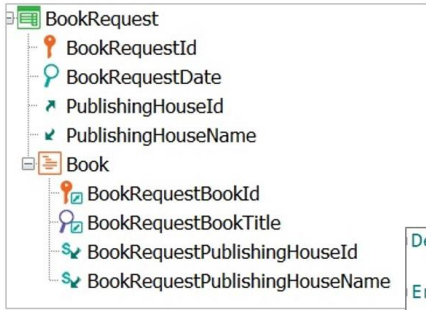 BookRequest
BookRequestId
BookRequestDate
PublishingHouseId
PublishingHouseName
Book
BookRequestBookId
BookRequestBookTitle
BookRequestPublishingHouseId
BookRequestPublishingHouseName